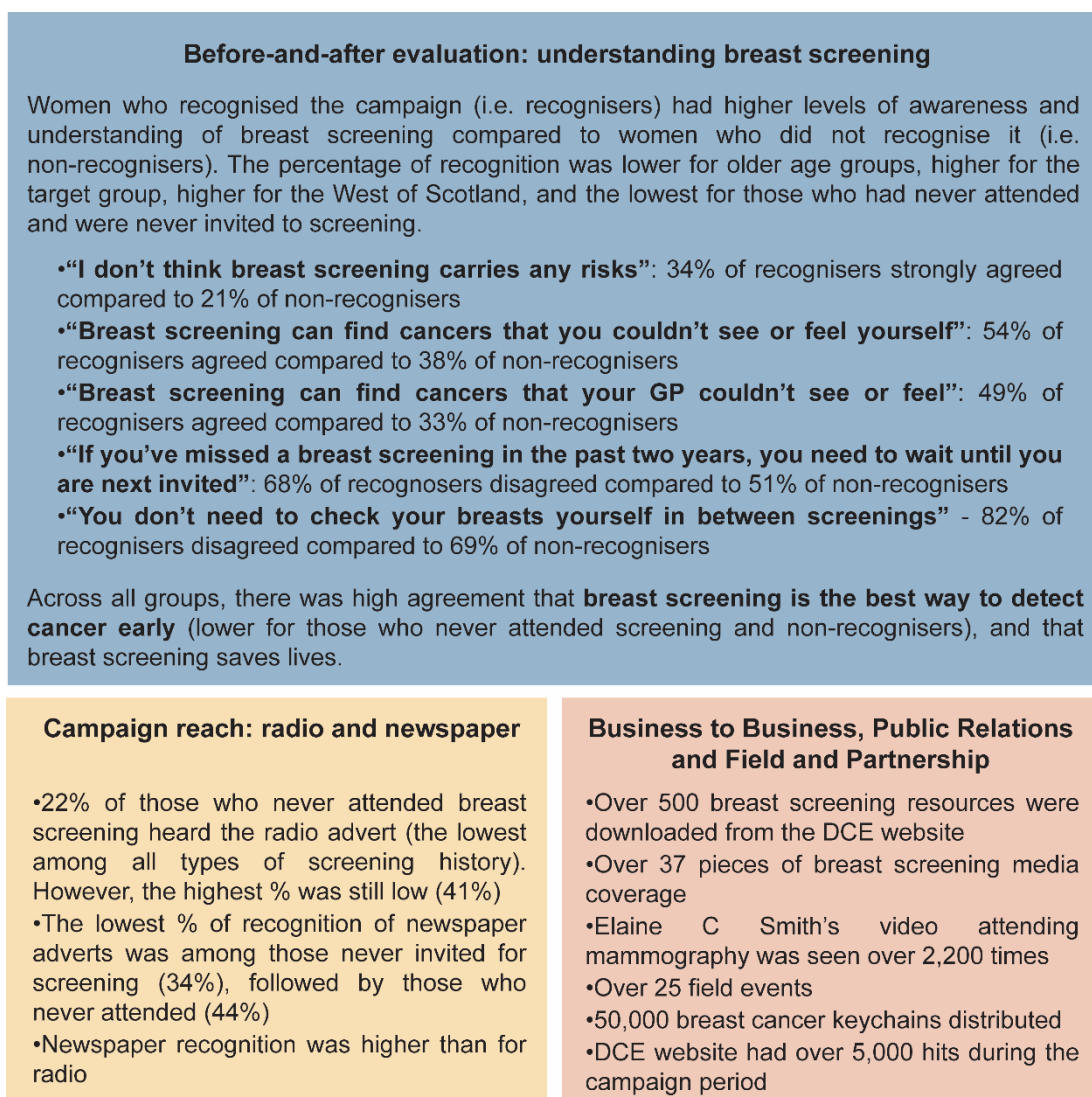 Before-and-after evaluation: understanding breast screening
Women who recognised the campaign (i.e. recognisers) had higher levels of awareness and
understanding of breast screening compared to women who did not recognise it (i.e.
non-recognisers). The percentage of recognition was lower for older age groups, higher for the
target group, higher for the West of Scotland, and the lowest for those who had never attended
and were never invited to screening.
•“I don’t think breast screening carries any risks”: 34% of recognisers strongly agreed
compared to 21% of non-recognisers
•“Breast screening can find cancers that you couldn’t see or feel yourself”: 54% of
recognisers agreed compared to 38% of non-recognisers
•“Breast screening can find cancers that your GP couldn’t see or feel”: 49% of
recognisers agreed compared to 33% of non-recognisers
•“If you’ve missed a breast screening in the past two years, you need to wait until you
are next invited”: 68% of recognosers disagreed compared to 51% of non-recognisers
•“You don’t need to check your breasts yourself in between screenings” - 82% of
recognisers disagreed compared to 69% of non-recognisers
Across all groups, there was high agreement that breast screening is the best way to detect
cancer early (lower for those who never attended screening and non-recognisers), and that
breast screening saves lives.
Campaign reach: radio and newspaper
•22% of those who never attended breast
screening heard the radio advert (the lowest
among all types of screening history).
However, the highest % was still low (41%)
•The lowest % of recognition of newspaper
adverts was among those never invited for
screening (34%), followed by those who
never attended (44%)
•Newspaper recognition was higher than for
radio
Business to Business, Public Relations
and Field and Partnership
•Over 500 breast screening resources were
downloaded from the DCE website
•Over 37 pieces of breast screening media
coverage
•Elaine C Smith’s video attending
mammography was seen over 2,200 times
•Over 25 field events
•50,000 breast cancer keychains distributed
•DCE website had over 5,000 hits during the
campaign period